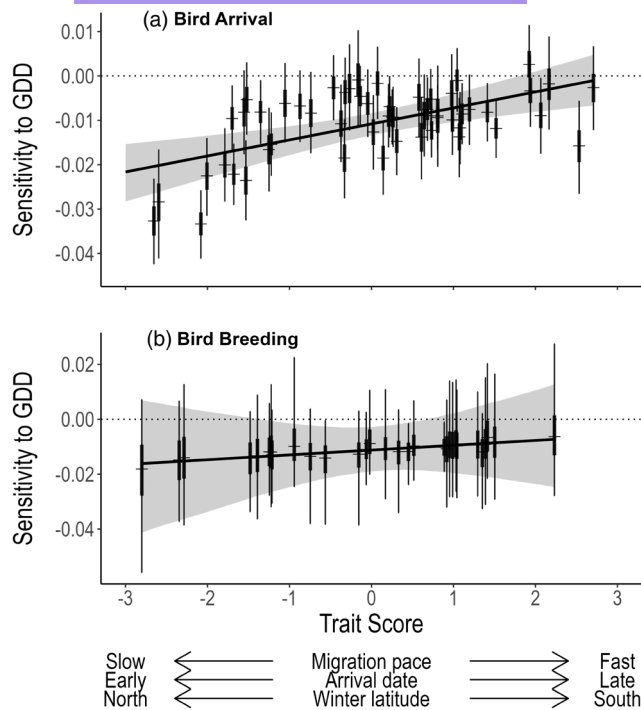 (a) Bird Arrival
0.01
0.00
-0.01
-0.02
-0.03
-0.04
Sensitivity to GDD
(b) Bird Breeding
0.02
0.00
-0.02
-0.04
Sensitivity to GDD
-3 -2 -1 0 1 2 3
Trait Score
Slow Migration pace Fast
Early Arrival date Late
North Winter latitude South